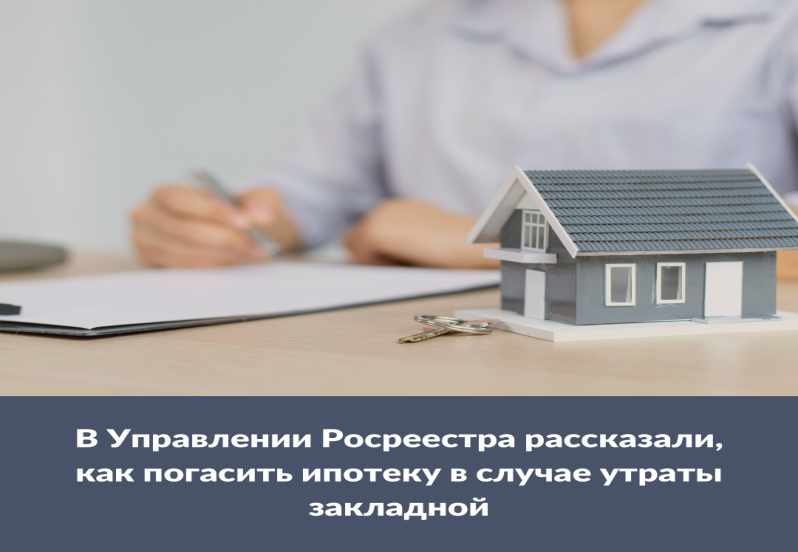 В Управлении Росреестра рассказали,
как погасить ипотеку в случае утраты
закладной